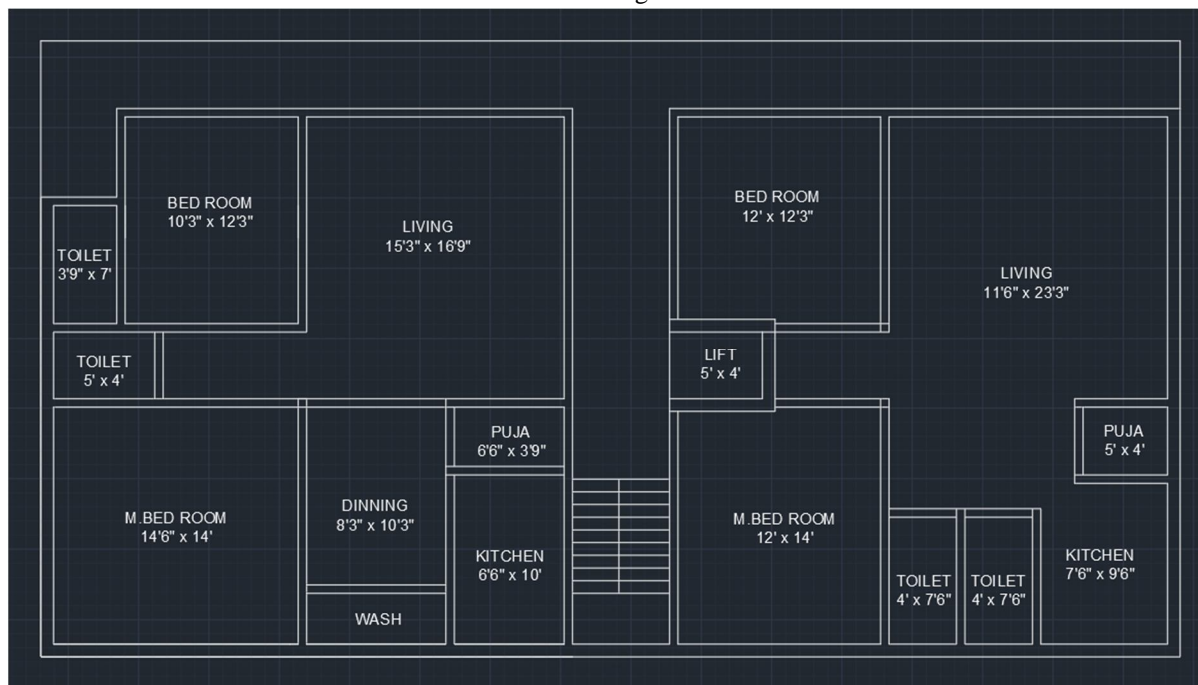 BED ROOM
10'3" x 12'3"
LIVING
15'3" x 16'9"
TOILET
3'9" x 7'
TOILET
5' x 4'
M.BED ROOM
14'6" x 14'
DINNING
8'3" x 10'3"
WASH
PUJA
6'6" x 3'9"
KITCHEN
6'6" x 10'
BED ROOM
12' x 12'3"
LIVING
11'6" x 23'3"
LIFT
5' x 4'
PUJA
5' x 4'
M.BED ROOM
12' x 14'
TOILET
4' x 7'6"
TOILET
4' x 7'6"
KITCHEN
7'6" x 9'6"